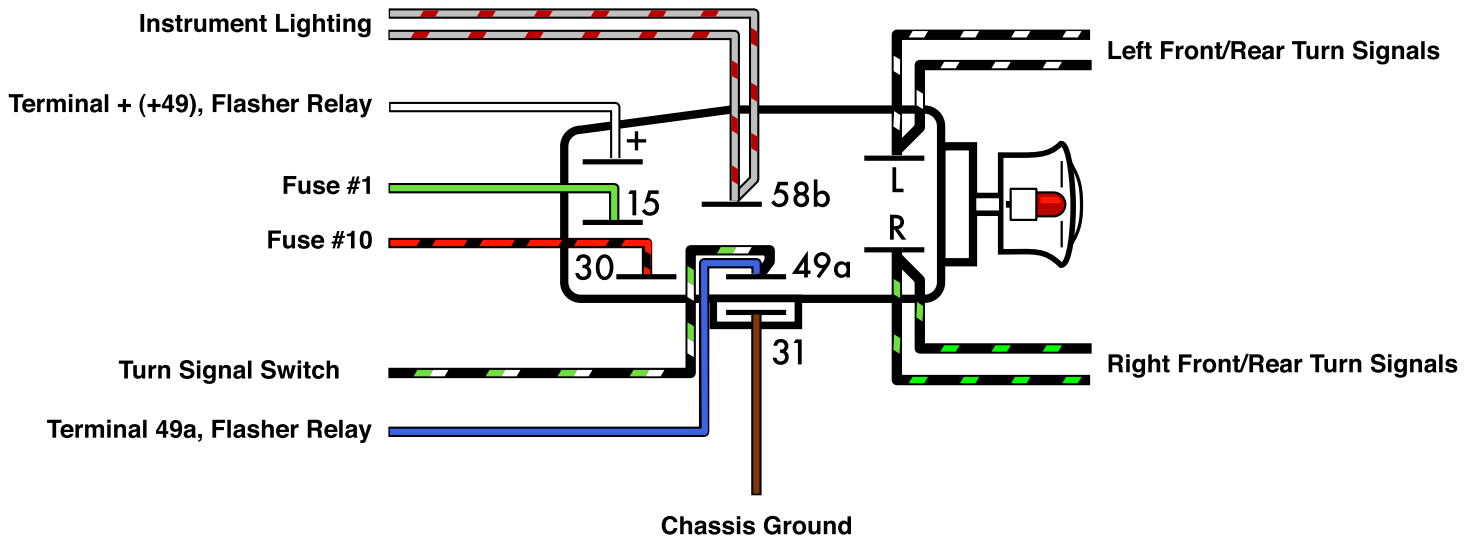 Instrument Lighting
Left Front/Rear Turn Signals
Terminal + (+49), Flasher Relay
+
Fuse #1
15
58b
L
Fuse #10
R
30
49a
31
Turn Signal Switch
Right Front/Rear Turn Signals
Terminal 49a, Flasher Relay
Chassis Ground